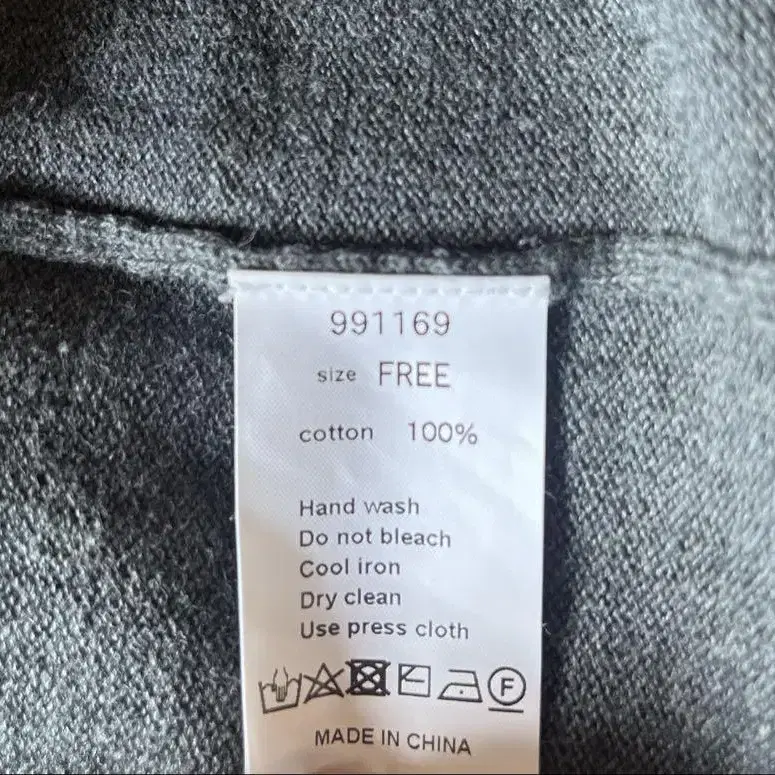 991169
size FREE
cotton 100%
Hand wash
Do not bleach
Cool iron
Dry clean
Use press cloth
F
MADE IN CHINA